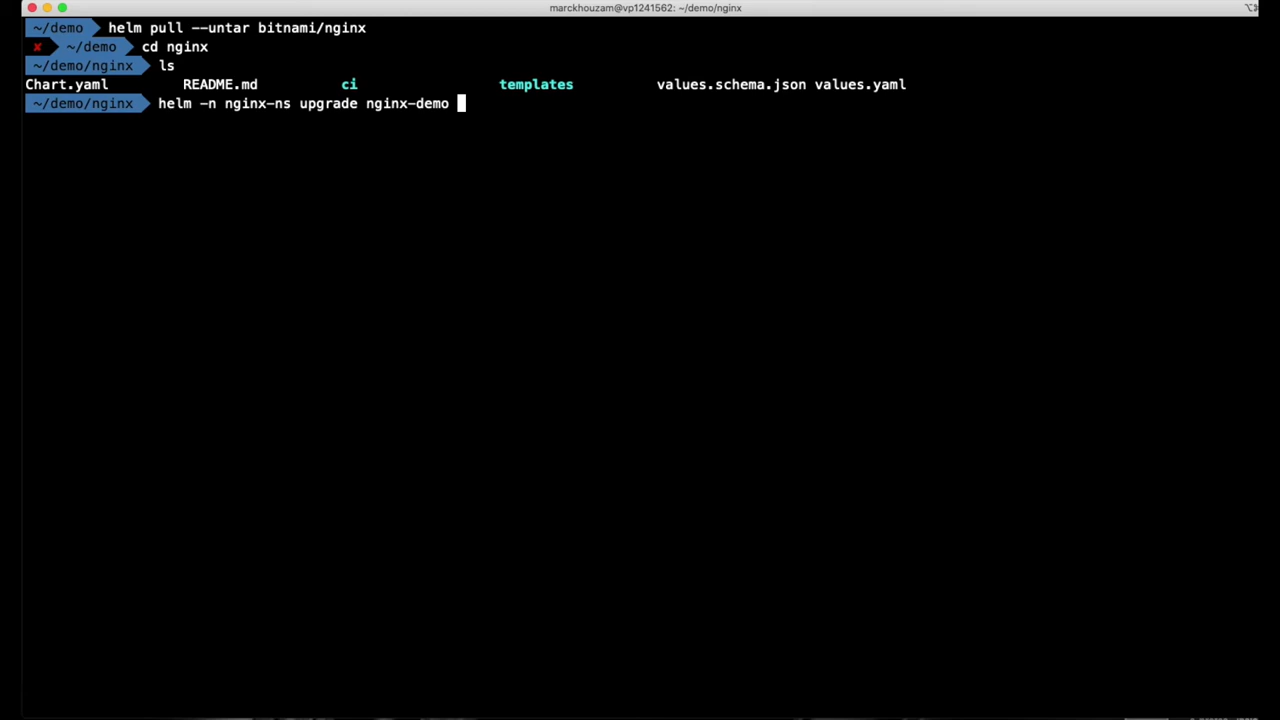 marckhouzam@vp1241562: ~/demo/nginx
~/demo helm pull --untar bitnami/nginx
✘ ~/demo cd nginx
~/demo/nginx ls
Chart.yaml README.md ci templates values.schema.json values.yaml
~/demo/nginx helm -n nginx-ns upgrade nginx-demo